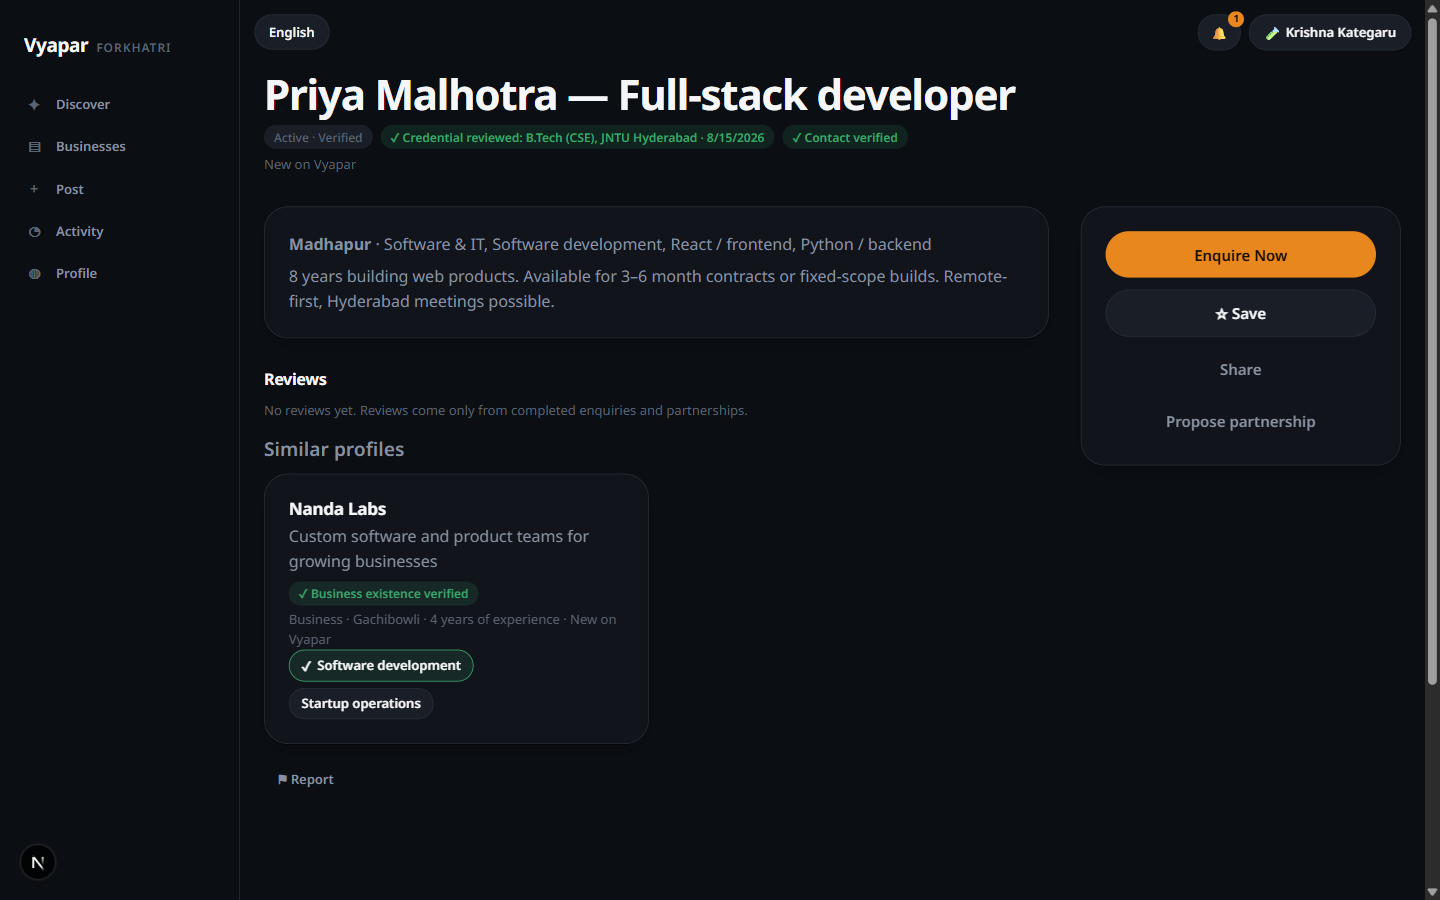 Vyapar FORKHATRI
Discover
Businesses
Post
Activity
Profile
English
1
Krishna Kategaru
Priya Malhotra — Full-stack developer
Active · Verified
✓ Credential reviewed: B.Tech (CSE), JNTU Hyderabad · 8/15/2026
✓ Contact verified
New on Vyapar
Madhapur · Software & IT, Software development, React / frontend, Python / backend
8 years building web products. Available for 3–6 month contracts or fixed-scope builds. Remote-
first, Hyderabad meetings possible.
Enquire Now
☆ Save
Share
Propose partnership
Reviews
No reviews yet. Reviews come only from completed enquiries and partnerships.
Similar profiles
Nanda Labs
Custom software and product teams for
growing businesses
✓ Business existence verified
Business · Gachibowli · 4 years of experience · New on
Vyapar
✓ Software development
Startup operations
⚑ Report
N